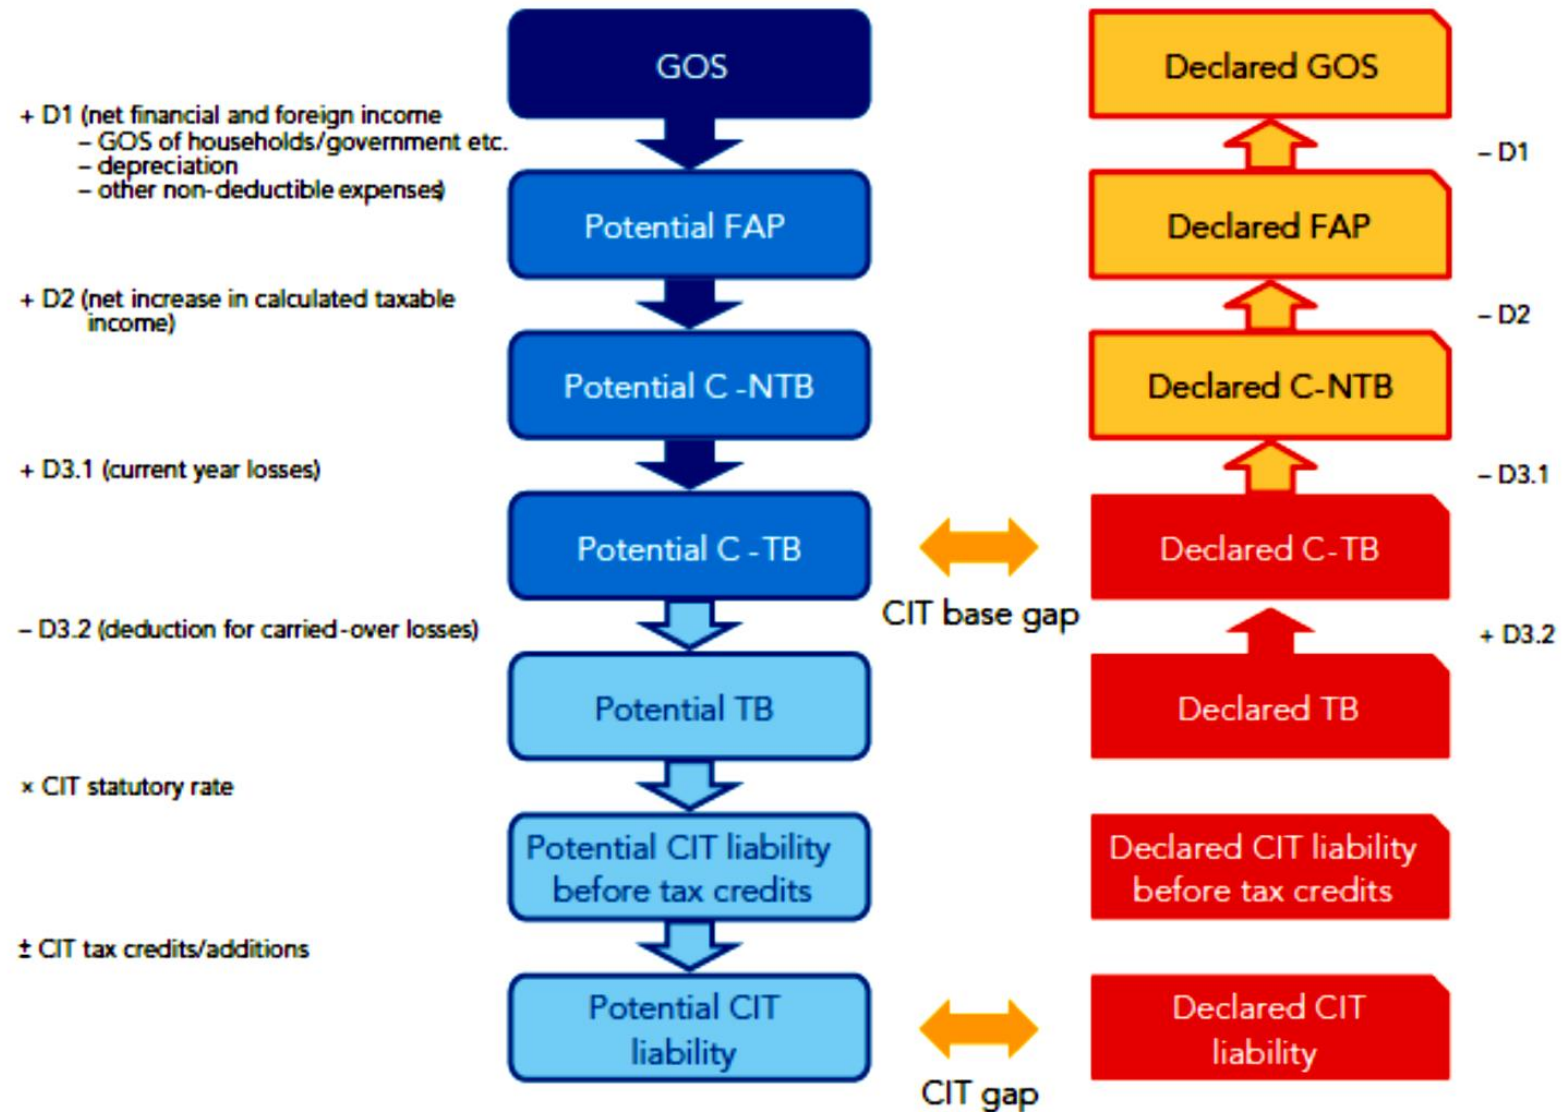 GOS
Declared GOS
+ D1 (net financial and foreign income
– GOS of households/government etc.
– depreciation
– other non-deductible expenses)
– D1
Potential FAP
Declared FAP
+ D2 (net increase in calculated taxable
income)
– D2
Potential C -NTB
Declared C-NTB
+ D3.1 (current year losses)
– D3.1
Potential C -TB
Declared C-TB
CIT base gap
– D3.2 (deduction for carried-over losses)
+ D3.2
Potential TB
Declared TB
× CIT statutory rate
Potential CIT liability
before tax credits
Declared CIT liability
before tax credits
± CIT tax credits/additions
Potential CIT
liability
Declared CIT
liability
CIT gap